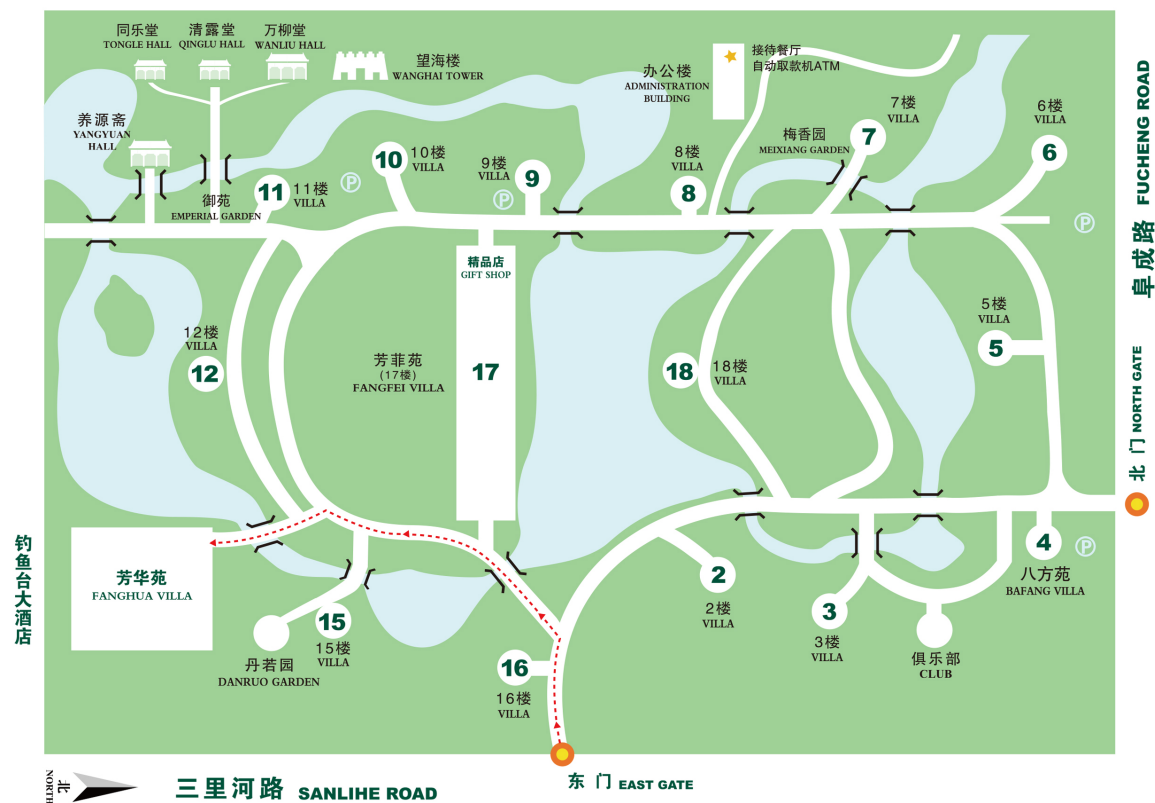 同乐堂
TONGLE HALL
清露堂
QINGLU HALL
万柳堂
WANLIU HALL
望海楼
WANGHAI TOWER
办公楼
ADMINISTRATION
BUILDING
接待餐厅
自动取款机ATM
养源斋
YANGYUAN
HALL
御苑
EMPERIAL GARDEN
11
11楼
VILLA
P
10
10楼
VILLA
9楼
VILLA
9
P
8楼
VILLA
8
梅香园
MEIXIANG GARDEN
7
7楼
VILLA
6楼
VILLA
6
P
阜成路 FUCHENG ROAD
精品店
GIFT SHOP
12楼
VILLA
12
芳菲苑
(17楼)
FANGFEI VILLA
17
18
18楼
VILLA
5楼
VILLA
5
北 门 NORTH GATE
钓鱼台大酒店
芳华苑
FANGHUA VILLA
15
15楼
VILLA
丹若园
DANRUO GARDEN
16
16楼
VILLA
2
2楼
VILLA
3
3楼
VILLA
俱乐部
CLUB
4
P
八方苑
BAFANG VILLA
北
NORTH
三里河路 SANLIHE ROAD
东 门 EAST GATE